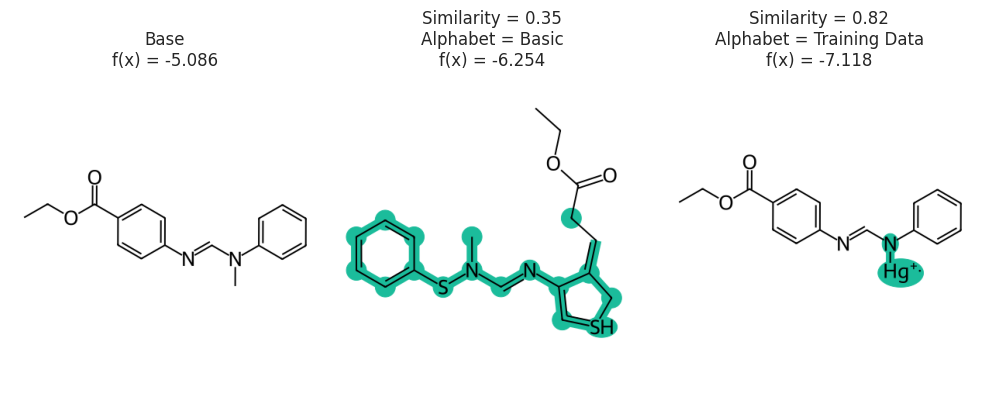 Base
f(x) = -5.086
Similarity = 0.35
Alphabet = Basic
f(x) = -6.254
Similarity = 0.82
Alphabet = Training Data
f(x) = -7.118
O
O
N
N
O
O
S
N
N
SH
O
O
N
N
Hg⁺·